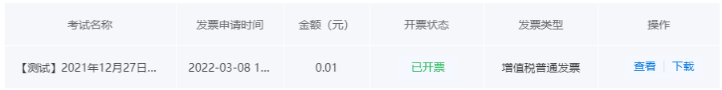 考试名称 发票申请时间 金额（元） 开票状态 发票类型 操作
【测试】2021年12月27日... 2022-03-08 1... 0.01 已开票 增值税普通发票 查看 | 下载